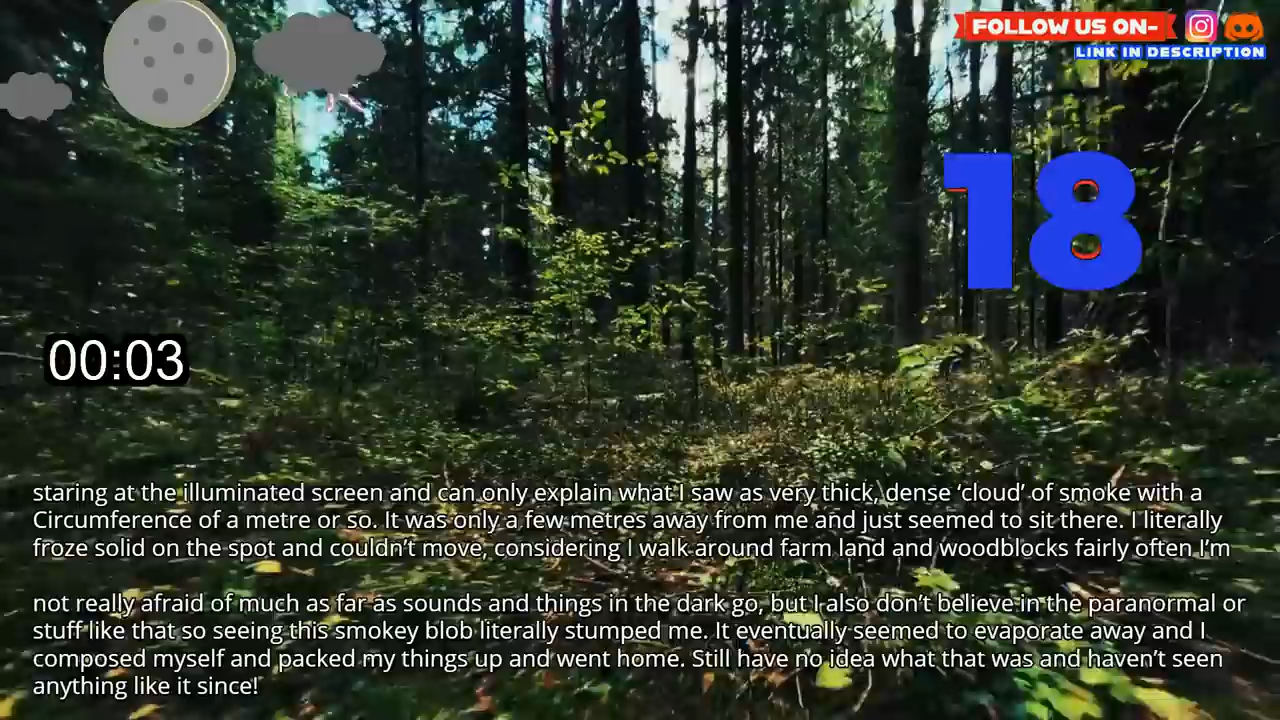 FOLLOW US ON-
LINK IN DESCRIPTION
18
00:03
staring at the illuminated screen and can only explain what I saw as very thick, dense ‘cloud’ of smoke with a
Circumference of a metre or so. It was only a few metres away from me and just seemed to sit there. I literally
froze solid on the spot and couldn’t move, considering I walk around farm land and woodblocks fairly often I’m
not really afraid of much as far as sounds and things in the dark go, but I also don’t believe in the paranormal or
stuff like that so seeing this smokey blob literally stumped me. It eventually seemed to evaporate away and I
composed myself and packed my things up and went home. Still have no idea what that was and haven’t seen
anything like it since!